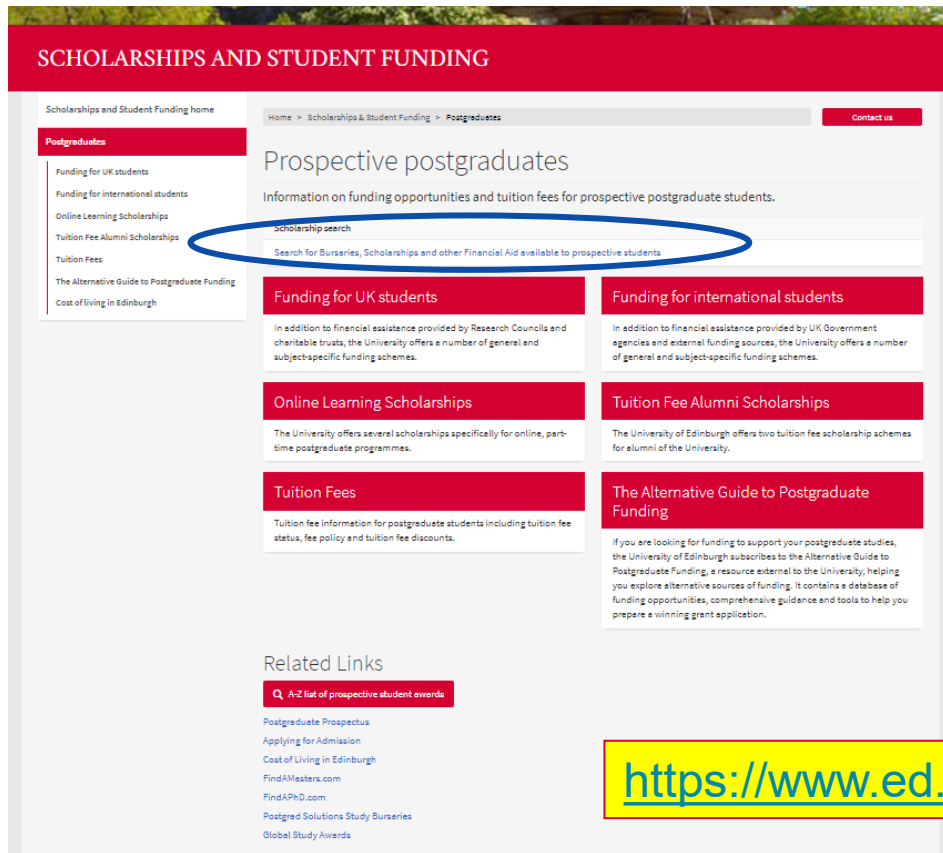 SCHOLARSHIPS AND STUDENT FUNDING
Scholarships and Student Funding home
Postgraduates
Funding for UK students
Funding for international students
Online Learning Scholarships
Tuition Fee Alumni Scholarships
Tuition Fees
The Alternative Guide to Postgraduate Funding
Cost of living in Edinburgh
Home > Scholarships & Student Funding > Postgraduates
Contact us
Prospective postgraduates
Information on funding opportunities and tuition fees for prospective postgraduate students.
Scholarship search
Search for Bursaries, Scholarships and other Financial Aid available to prospective students
Funding for UK students
In addition to financial assistance provided by Research Councils and
charitable trusts, the University offers a number of general and
subject-specific funding schemes.
Funding for international students
In addition to financial assistance provided by UK Government
agencies and external funding sources, the University offers a number
of general and subject-specific funding schemes.
Online Learning Scholarships
The University offers several scholarships specifically for online, part-
time postgraduate programmes.
Tuition Fee Alumni Scholarships
The University of Edinburgh offers two tuition fee scholarship schemes
for alumni of the University.
Tuition Fees
Tuition fee information for postgraduate students including tuition fee
status, fee policy and tuition fee discounts.
The Alternative Guide to Postgraduate
Funding
If you are looking for funding to support your postgraduate studies,
the University of Edinburgh subscribes to the Alternative Guide to
Postgraduate Funding, a resource external to the University, helping
you explore alternative sources of funding. It contains a database of
funding opportunities, comprehensive guidance and tools to help you
prepare a winning grant application.
Related Links
A-Z list of prospective student awards
Postgraduate Prospectus
Applying for Admission
Cost of Living in Edinburgh
FindAMasters.com
FindAPhD.com
Postgrad Solutions Study Bursaries
Global Study Awards
https://www.ed.